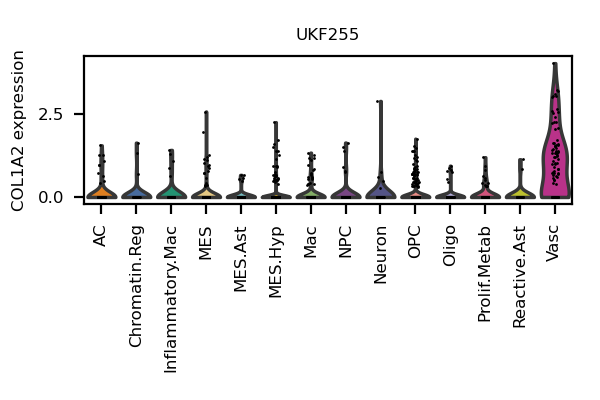 UKF255
COL1A2 expression
2.5
0.0
AC
Chromatin.Reg
Inflammatory.Mac
MES
MES.Ast
MES.Hyp
Mac
NPC
Neuron
OPC
Oligo
Prolif.Metab
Reactive.Ast
Vasc